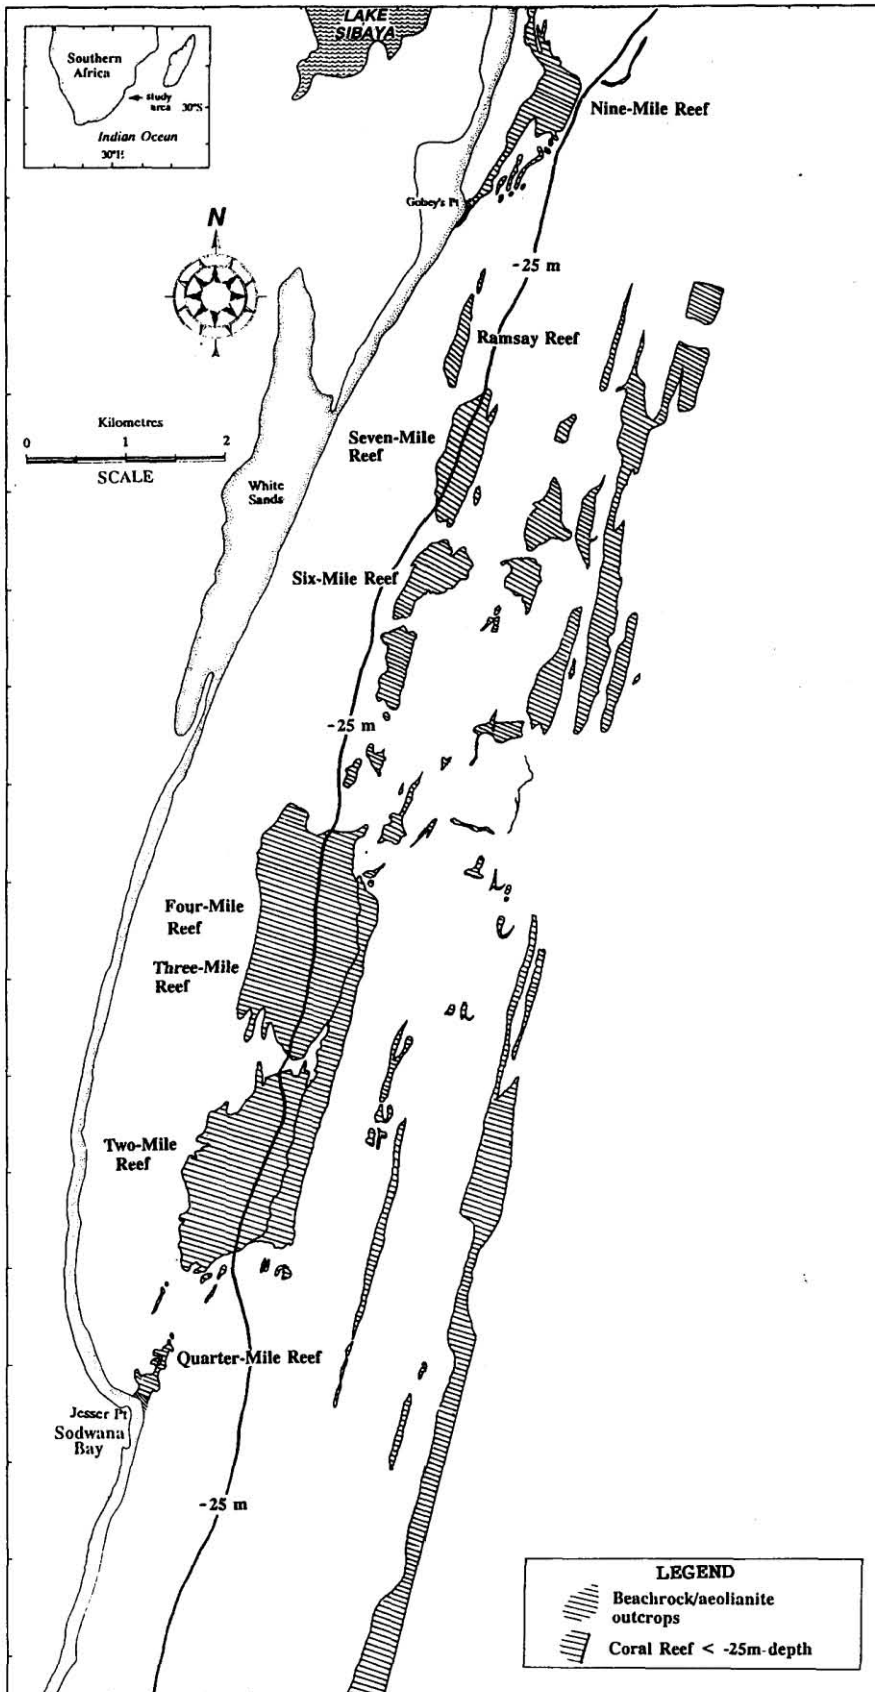 LAKE
SIBAYA
Southern
Africa
study
area
30°S
Indian Ocean
30°H
Nine-Mile Reef
Gobey's Pt
N
-25 m
Ramsay Reef
Kilometres
0 1 2
SCALE
Seven-Mile
Reef
White
Sands
Six-Mile Reef
-25 m
Four-Mile
Reef
Three-Mile
Reef
Two-Mile
Reef
Quarter-Mile Reef
Jesser Pt
Sodwana
Bay
-25 m
LEGEND
Beachrock/aeolianite
outcrops
Coral Reef < -25m-depth